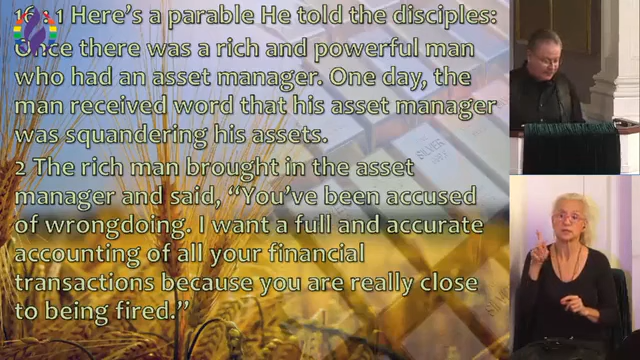 16:1 Here's a parable He told the disciples:
Once there was a rich and powerful man
who had an asset manager. One day, the
man received word that his asset manager
was squandering his assets.
2 The rich man brought in the asset
manager and said, "You've been accused
of wrongdoing. I want a full and accurate
accounting of all your financial
transactions because you are really close
to being fired."
SILVER